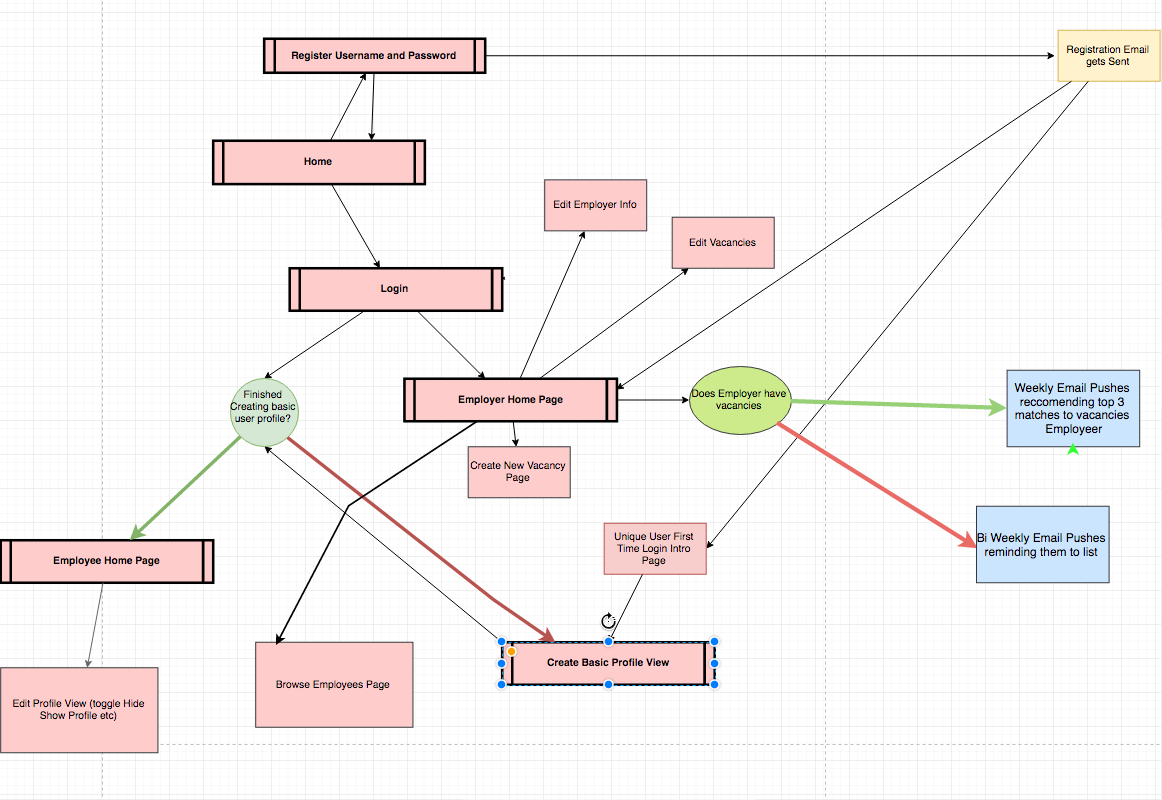 Register Username and Password
Registration Email
gets Sent
Home
Edit Employer Info
Edit Vacancies
Login
Finished
Creating basic
user profile?
Employer Home Page
Does Employer have
vacancies
Weekly Email Pushes
reccomending top 3
matches to vacancies
Employeer
Create New Vacancy
Page
Unique User First
Time Login Intro
Page
Bi Weekly Email Pushes
reminding them to list
Employee Home Page
Create Basic Profile View
Browse Employees Page
Edit Profile View (toggle Hide
Show Profile etc)